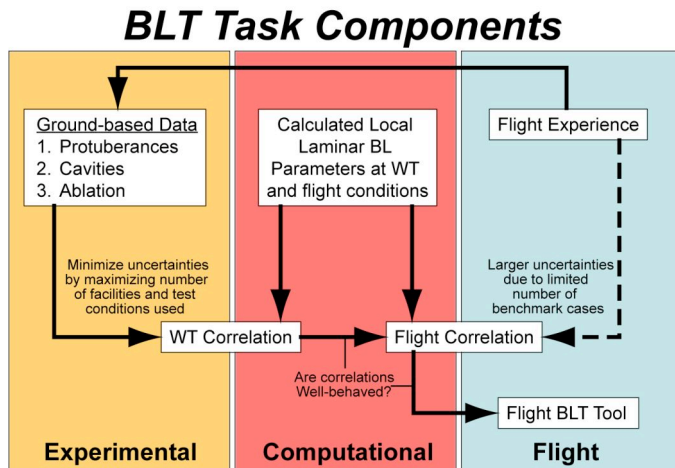 BLT Task Components
Ground-based Data
1. Protuberances
2. Cavities
3. Ablation
Calculated Local
Laminar BL
Parameters at WT
and flight conditions
Flight Experience
Minimize uncertainties
by maximizing number
of facilities and test
conditions used
Larger uncertainties
due to limited
number of
benchmark cases
WT Correlation
Flight Correlation
Are correlations
Well-behaved?
Flight BLT Tool
Experimental
Computational
Flight